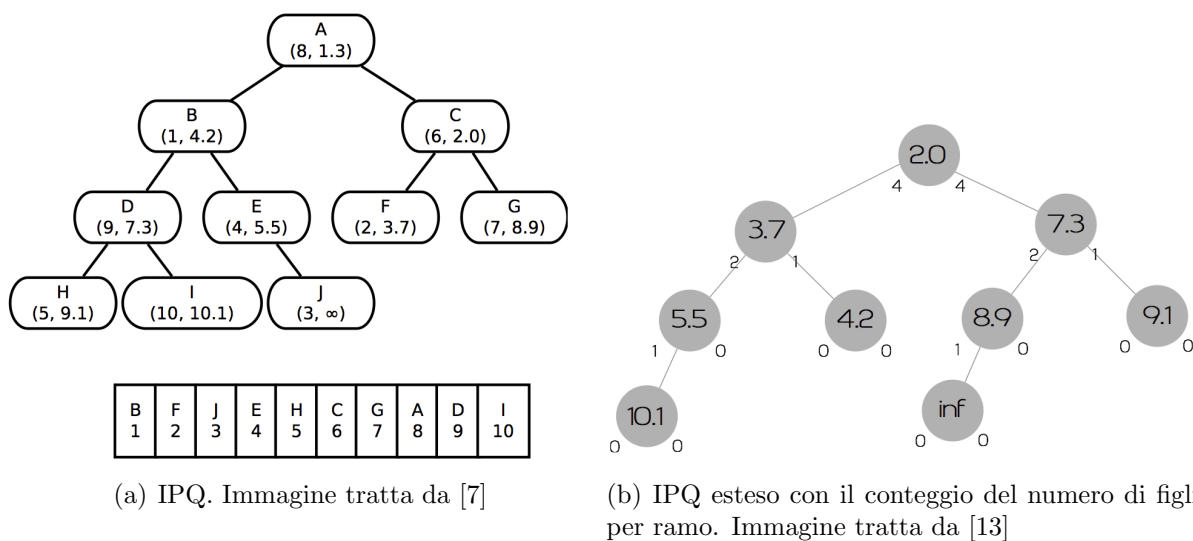 A
(8, 1.3)
B
(1, 4.2)
C
(6, 2.0)
D
(9, 7.3)
E
(4, 5.5)
F
(2, 3.7)
G
(7, 8.9)
H
(5, 9.1)
I
(10, 10.1)
J
(3, ∞)
B F J E H C G A D I
1 2 3 4 5 6 7 8 9 10
(a) IPQ. Immagine tratta da [7]
2.0
4 4
3.7 7.3
2 1 2 1
5.5 4.2 8.9 9.1
1 0 0 0 1 0 0 0
10.1 inf
0 0 0 0
(b) IPQ esteso con il conteggio del numero di figli
per ramo. Immagine tratta da [13]